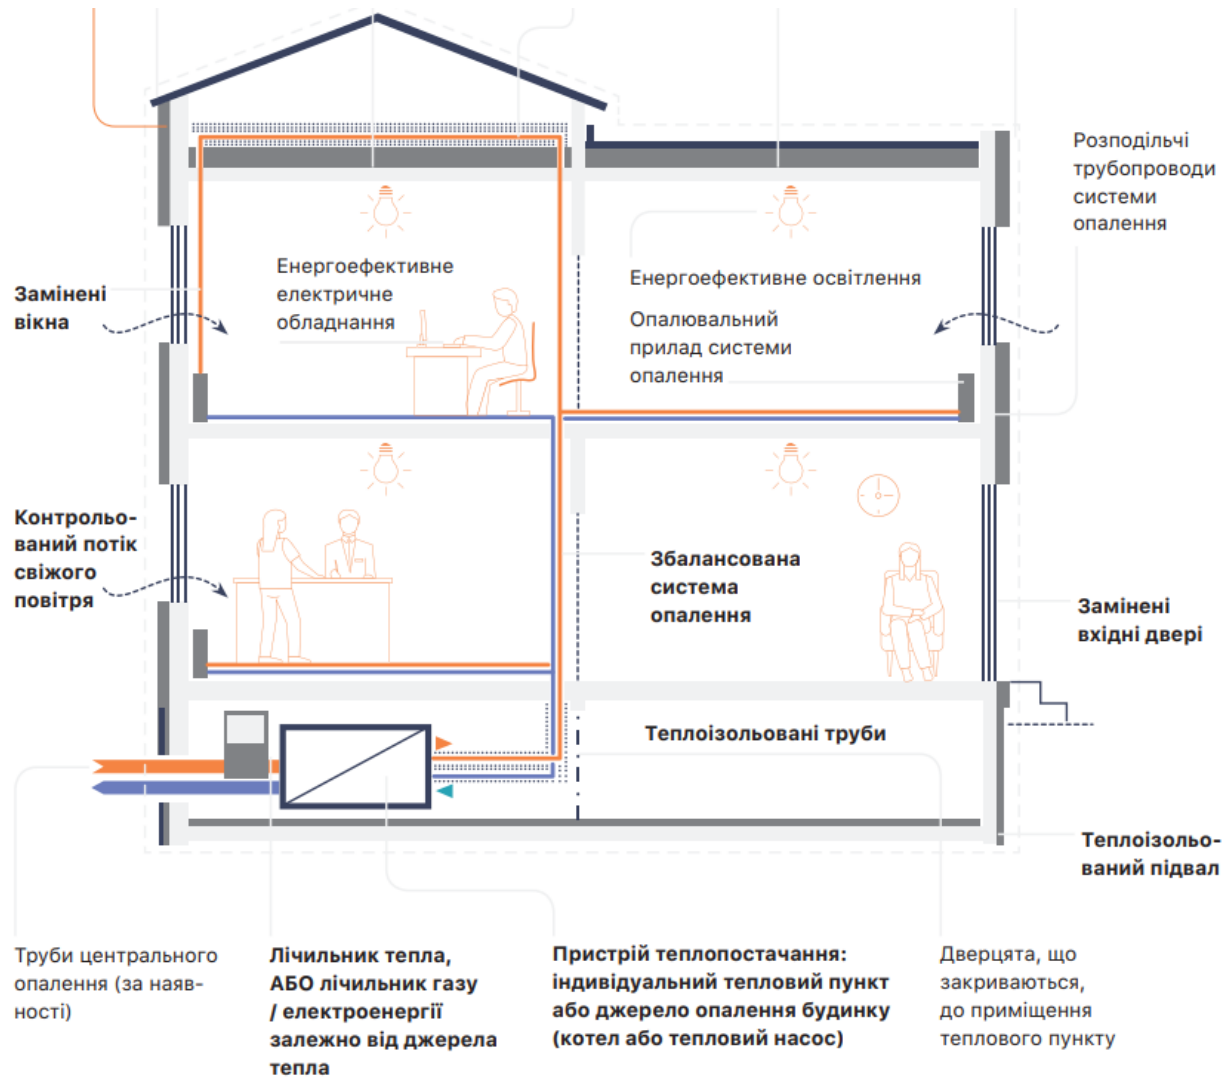 Розподільчі
трубопроводи
системи
опалення
Енергоефективне
електричне
обладнання
Енергоефективне освітлення
Опалювальний
прилад системи
опалення
Замінені
вікна
Контрольо-
ваний потік
свіжого
повітря
Збалансована
система
опалення
Замінені
вхідні двері
Теплоізольовані труби
Теплоізольо-
ваний підвал
Труби центрального
опалення (за наяв-
ності)
Лічильник тепла,
АБО лічильник газу
/ електроенергії
залежно від джерела
тепла
Пристрій теплопостачання:
індивідуальний тепловий пункт
або джерело опалення будинку
(котел або тепловий насос)
Дверцята, що
закриваються,
до приміщення
теплового пункту